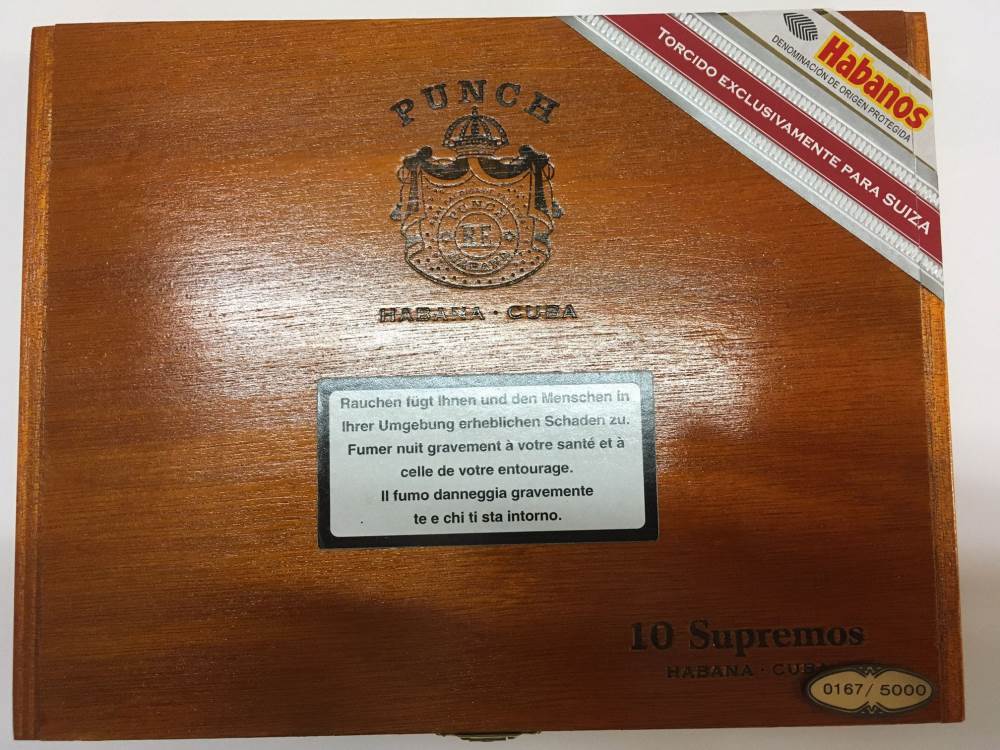 Habanos
DENOMINACIÓN DE ORIGEN PROTEGIDA
TORCIDO EXCLUSIVAMENTE PARA SUIZA
PUNCH
PUNCH
HABANA
HABANA · CUBA
Rauchen fügt Ihnen und den Menschen in
Ihrer Umgebung erheblichen Schaden zu.
Fumer nuit gravement à votre santé et à
celle de votre entourage.
Il fumo danneggia gravemente
te e chi ti sta intorno.
10 Supremos
HABANA · CUBA
0167/5000